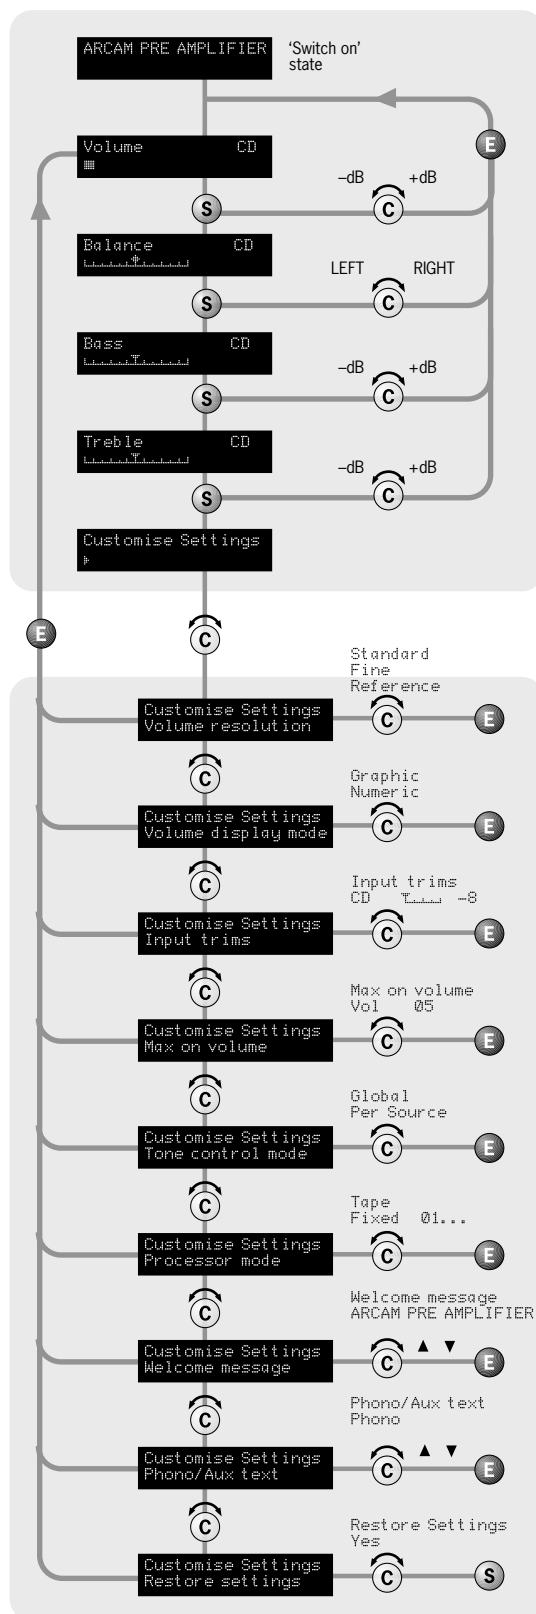 ARCAM PRE AMPLIFIER
‘Switch on’
state
Volume CD
E
–dB +dB
S
C
Balance CD
LEFT RIGHT
S
C
Bass CD
–dB +dB
S
C
Treble CD
–dB +dB
S
C
Customise Settings
E
C
Standard
Fine
Reference
Customise Settings
Volume resolution
C
E
C
Graphic
Numeric
Customise Settings
Volume display mode
C
E
C
Input trims
CD –8
Customise Settings
Input trims
C
E
C
Max on volume
Vol 05
Customise Settings
Max on volume
C
E
C
Global
Per Source
Customise Settings
Tone control mode
C
E
C
Tape
Fixed 01...
Customise Settings
Processor mode
C
E
C
Welcome message
ARCAM PRE AMPLIFIER
Customise Settings
Welcome message
C ▲ ▼
E
C
Phono/Aux text
Phono
Customise Settings
Phono/Aux text
C ▲ ▼
E
C
Restore Settings
Yes
Customise Settings
Restore settings
C
S